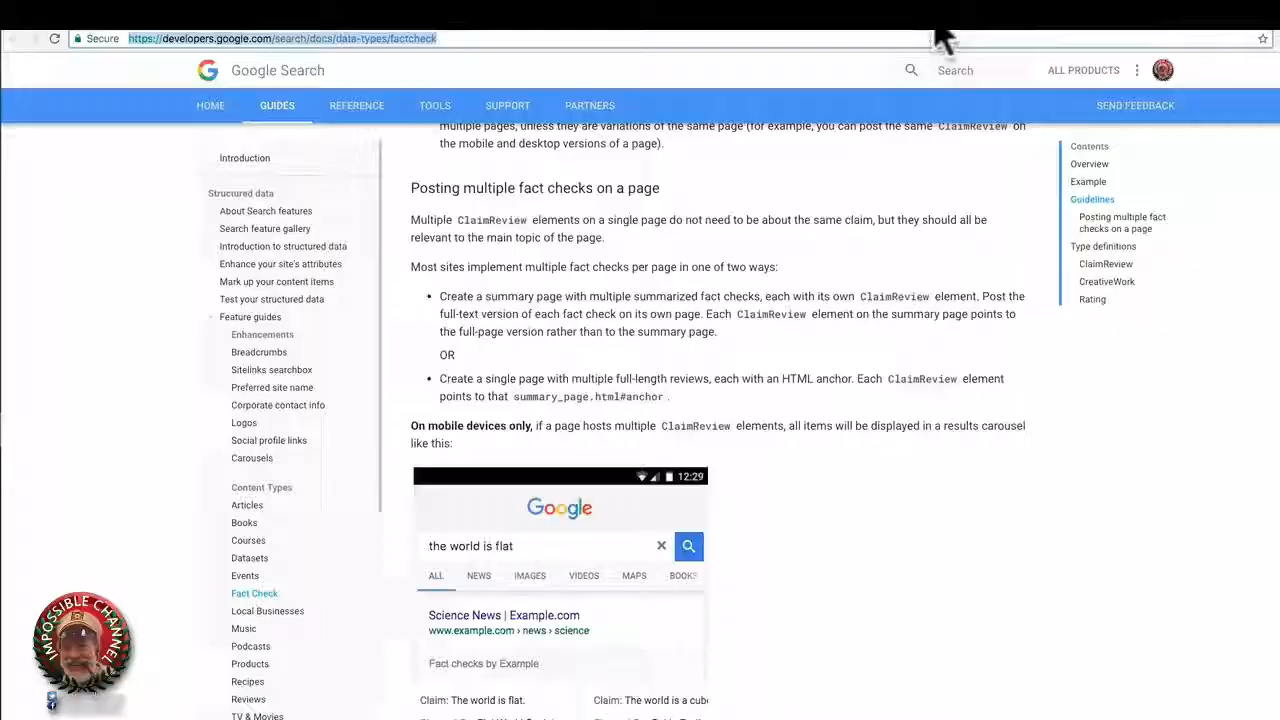 Secure https://developers.google.com/search/docs/data-types/factcheck
Google Search
Search
ALL PRODUCTS
HOME GUIDES REFERENCE TOOLS SUPPORT PARTNERS
SEND FEEDBACK
Introduction
Structured data
About Search features
Search feature gallery
Introduction to structured data
Enhance your site's attributes
Mark up your content items
Test your structured data
Feature guides
Enhancements
Breadcrumbs
Sitelinks searchbox
Preferred site name
Corporate contact info
Logos
Social profile links
Carousels
Content Types
Articles
Books
Courses
Datasets
Events
Fact Check
Local Businesses
Music
Podcasts
Products
Recipes
Reviews
TV & Movies
multiple pages, unless they are variations of the same page (for example, you can post the same ClaimReview on
the mobile and desktop versions of a page).
Posting multiple fact checks on a page
Multiple ClaimReview elements on a single page do not need to be about the same claim, but they should all be
relevant to the main topic of the page.
Most sites implement multiple fact checks per page in one of two ways:
• Create a summary page with multiple summarized fact checks, each with its own ClaimReview element. Post the
full-text version of each fact check on its own page. Each ClaimReview element on the summary page points to
the full-page version rather than to the summary page.
OR
• Create a single page with multiple full-length reviews, each with an HTML anchor. Each ClaimReview element
points to that summary_page.html#anchor .
On mobile devices only, if a page hosts multiple ClaimReview elements, all items will be displayed in a results carousel
like this:
12:29
Google
the world is flat
ALL NEWS IMAGES VIDEOS MAPS BOOKS
Science News | Example.com
www.example.com › news › science
Fact checks by Example
Claim: The world is flat.
Claim: The world is a cube
Contents
Overview
Example
Guidelines
Posting multiple fact
checks on a page
Type definitions
ClaimReview
CreativeWork
Rating
IMPOSSIBLE CHANNEL